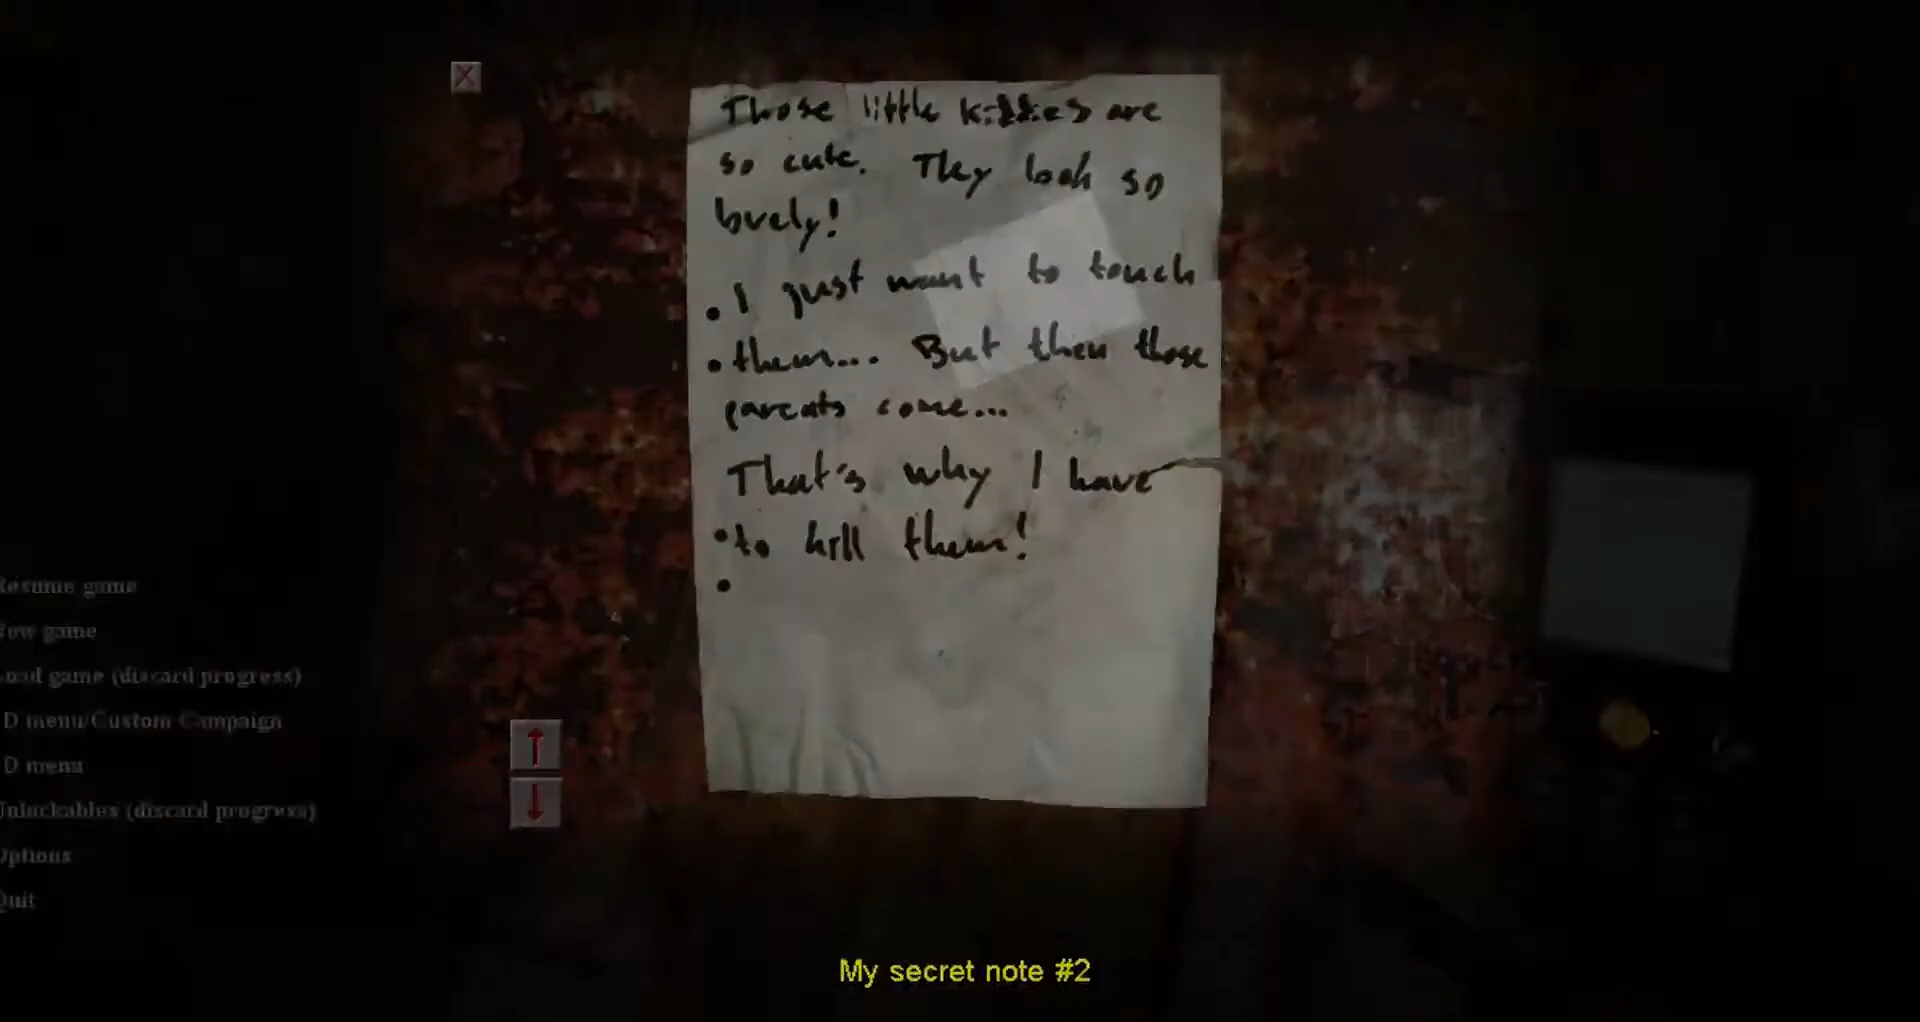 Those little kiddies are
so cute. They look so
lovely!
I just want to touch
them... But then those
parents come...
That's why I have
to kill them!
Resume game
New game
Load game (discard progress)
D menu/Custom Campaign
D menu
Unlockables (discard progress)
Options
Quit
My secret note #2